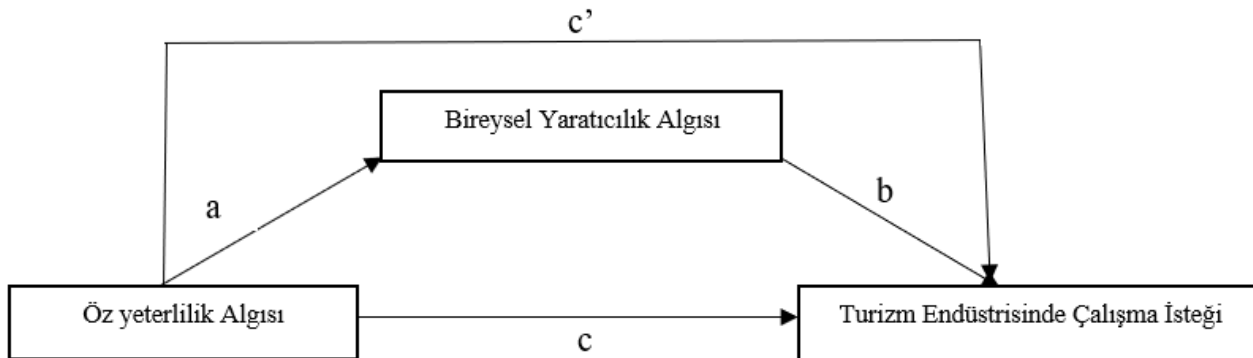 c’
Bireysel Yaratıcılık Algısı
a
b
Öz yeterlilik Algısı
Turizm Endüstrisinde Çalışma İsteği
c